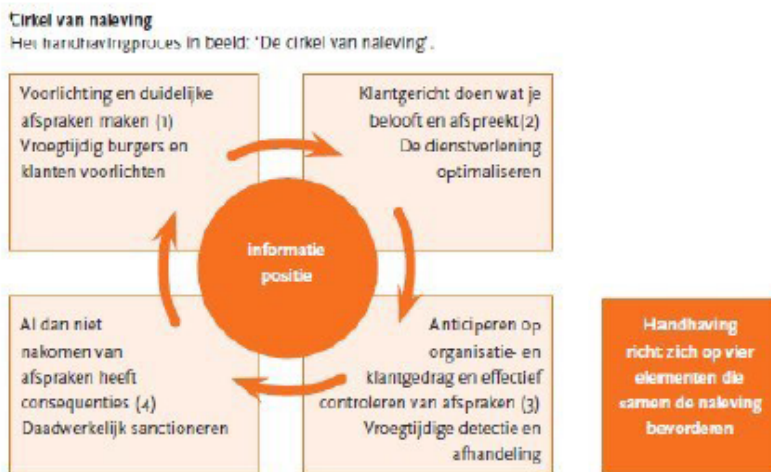 Cirkel van naleving
Het handhavingproces in beeld: 'De cirkel van naleving'.
Voorlichting en duidelijke
afspraken maken (1)
Vroegtijdig burgers en
klanten voorlichten
Klantgericht doen wat je
belooft en afspreekt(2)
De dienstverlening
optimaliseren
informatie
positie
Al dan niet
nakomen van
afspraken heeft
consequenties (4)
Daadwerkelijk sanctioneren
Anticiperen op
organisatie- en
klantgedrag en effectief
controleren van afspraken (3)
Vroegtijdige detectie en
afhandeling
Handhaving
richt zich op vier
elementen die
samen de naleving
bevorderen